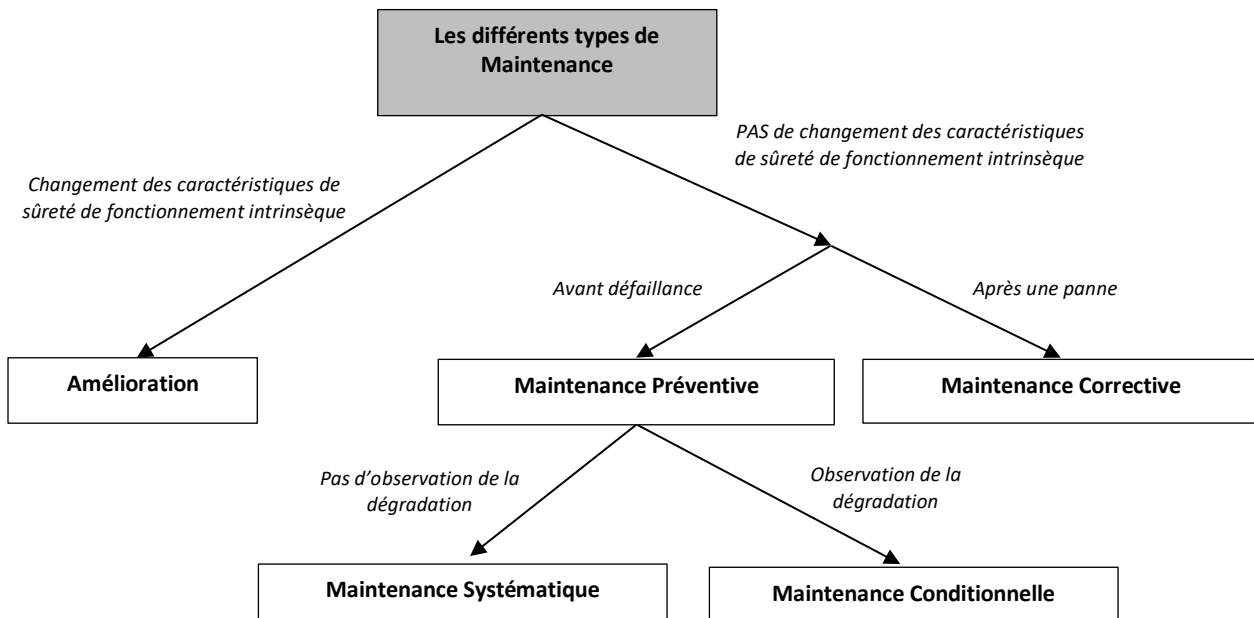 Les différents types de
Maintenance
PAS de changement des caractéristiques
de sûreté de fonctionnement intrinsèque
Changement des caractéristiques de
sûreté de fonctionnement intrinsèque
Avant défaillance
Après une panne
Amélioration
Maintenance Préventive
Maintenance Corrective
Pas d’observation de la
dégradation
Observation de la
dégradation
Maintenance Systématique
Maintenance Conditionnelle